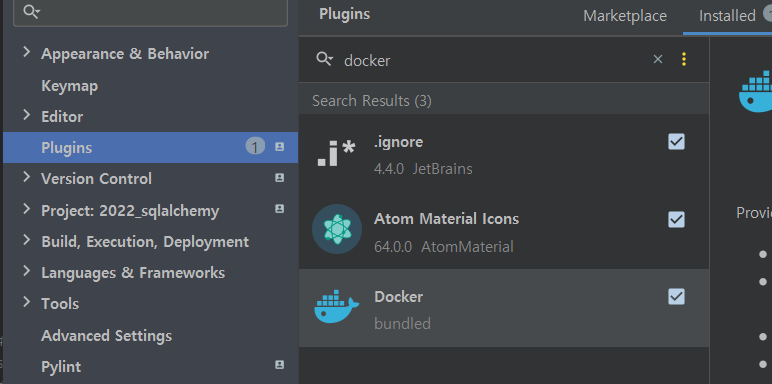 Plugins
Marketplace
Installed
docker
Search Results (3)
Appearance & Behavior
Keymap
Editor
Plugins 1
Version Control
Project: 2022_sqlalchemy
Build, Execution, Deployment
Languages & Frameworks
Tools
Advanced Settings
Pylint
.i*
.ignore
4.4.0 JetBrains
Atom Material Icons
64.0.0 AtomMaterial
Docker
bundled
Provi